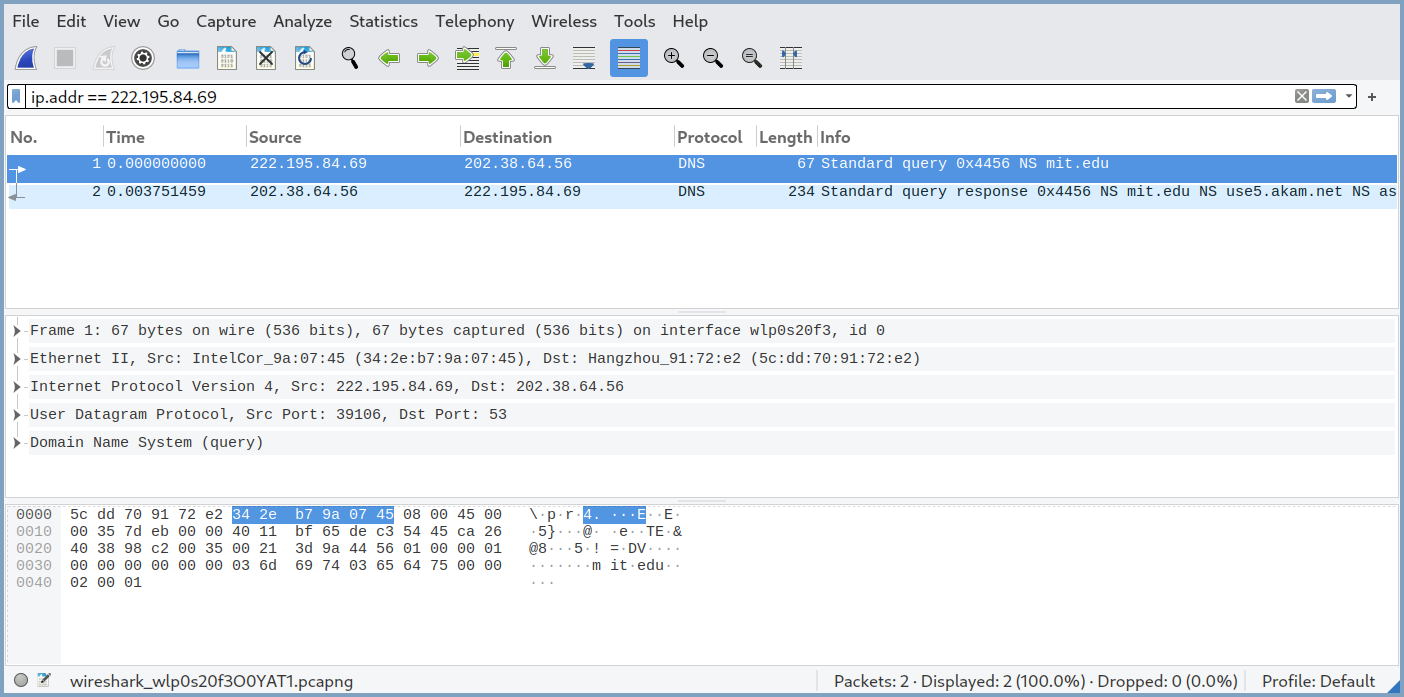 File Edit View Go Capture Analyze Statistics Telephony Wireless Tools Help
ip.addr == 222.195.84.69 +
No. Time Source Destination Protocol Length Info
1 0.000000000 222.195.84.69 202.38.64.56 DNS 67 Standard query 0x4456 NS mit.edu
2 0.003751459 202.38.64.56 222.195.84.69 DNS 234 Standard query response 0x4456 NS mit.edu NS use5.akam.net NS as
Frame 1: 67 bytes on wire (536 bits), 67 bytes captured (536 bits) on interface wlp0s20f3, id 0
Ethernet II, Src: IntelCor_9a:07:45 (34:2e:b7:9a:07:45), Dst: Hangzhou_91:72:e2 (5c:dd:70:91:72:e2)
Internet Protocol Version 4, Src: 222.195.84.69, Dst: 202.38.64.56
User Datagram Protocol, Src Port: 39106, Dst Port: 53
Domain Name System (query)
0000 5c dd 70 91 72 e2 34 2e b7 9a 07 45 08 00 45 00 \·p·r·4. ···E··E·
0010 00 35 7d eb 00 00 40 11 bf 65 de c3 54 45 ca 26 ·5}···@· ·e··TE·&
0020 40 38 98 c2 00 35 00 21 3d 9a 44 56 01 00 00 01 @8···5·! =·DV····
0030 00 00 00 00 00 00 03 6d 69 74 03 65 64 75 00 00 ·······m it·edu··
0040 02 00 01 ···
wireshark_wlp0s20f3O0YAT1.pcapng Packets: 2 · Displayed: 2 (100.0%) · Dropped: 0 (0.0%) Profile: Default